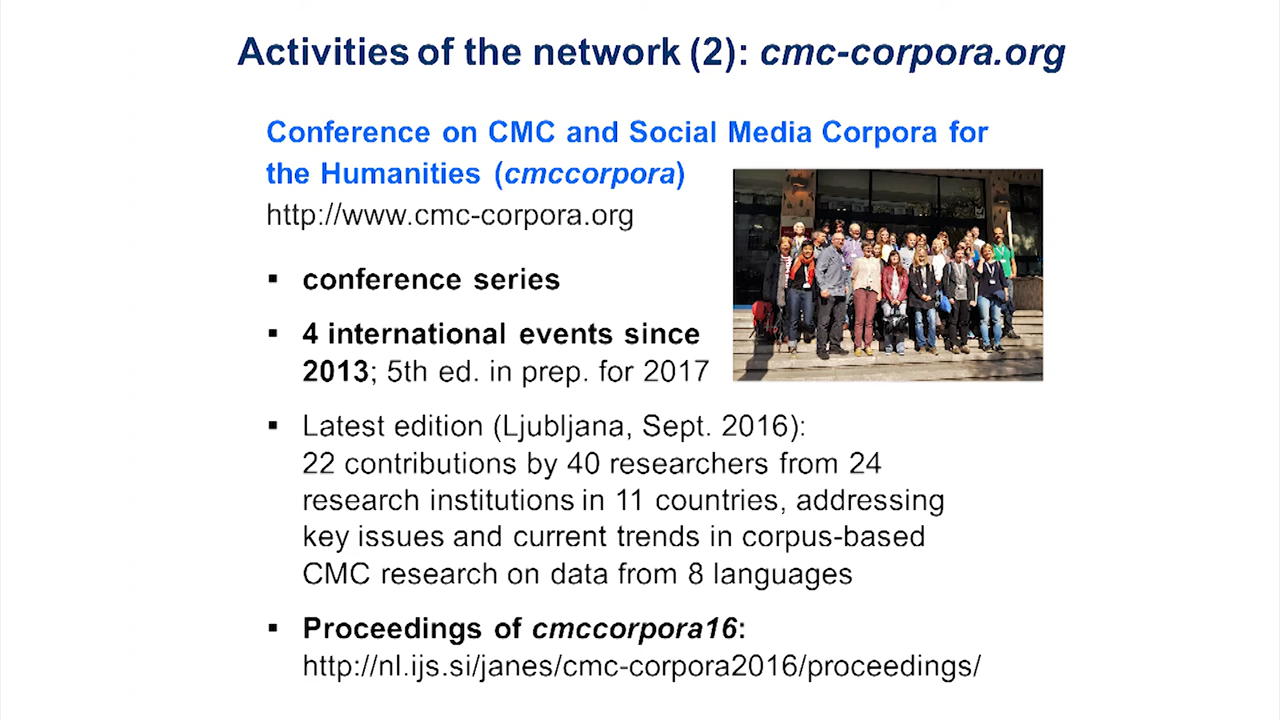 Activities of the network (2): cmc-corpora.org
Conference on CMC and Social Media Corpora for
the Humanities (cmccorpora)
http://www.cmc-corpora.org
▪ conference series
▪ 4 international events since
2013; 5th ed. in prep. for 2017
▪ Latest edition (Ljubljana, Sept. 2016):
22 contributions by 40 researchers from 24
research institutions in 11 countries, addressing
key issues and current trends in corpus-based
CMC research on data from 8 languages
▪ Proceedings of cmccorpora16:
http://nl.ijs.si/janes/cmc-corpora2016/proceedings/